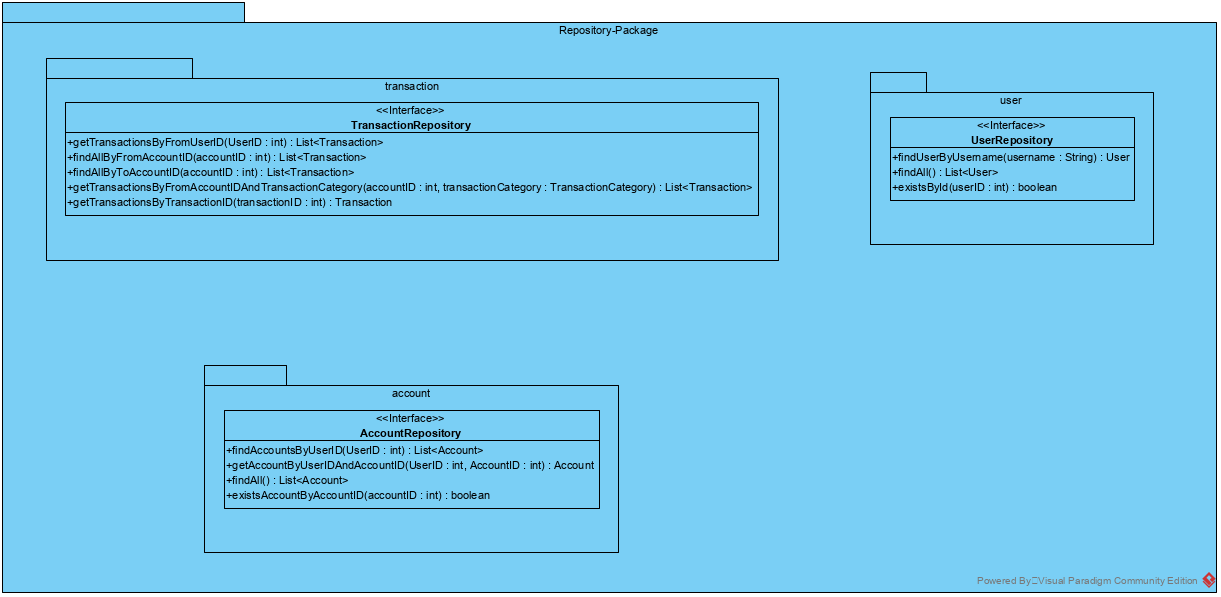 Repository-Package
transaction
<<Interface>>
TransactionRepository
+getTransactionsByFromUserID(UserID : int) : List<Transaction>
+findAllByFromAccountID(accountID : int) : List<Transaction>
+findAllByToAccountID(accountID : int) : List<Transaction>
+getTransactionsByFromAccountIDAndTransactionCategory(accountID : int, transactionCategory : TransactionCategory) : List<Transaction>
+getTransactionsByTransactionID(transactionID : int) : Transaction
user
<<Interface>>
UserRepository
+findUserByUsername(username : String) : User
+findAll() : List<User>
+existsById(userID : int) : boolean
account
<<Interface>>
AccountRepository
+findAccountsByUserID(UserID : int) : List<Account>
+getAccountByUserIDAndAccountID(UserID : int, AccountID : int) : Account
+findAll() : List<Account>
+existsAccountByAccountID(accountID : int) : boolean
Powered By Visual Paradigm Community Edition